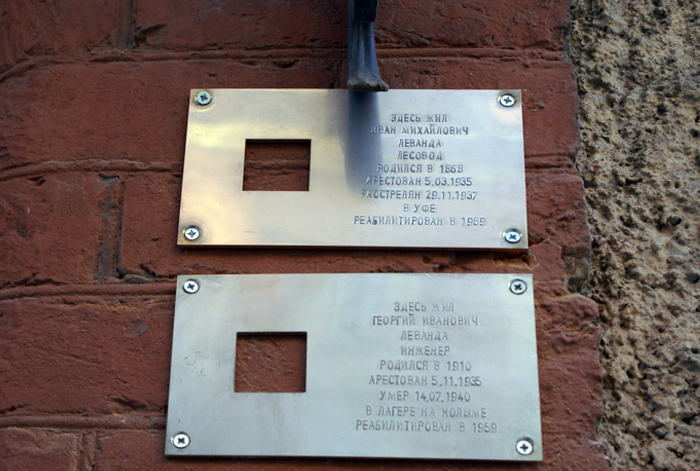 ЗДЕСЬ ЖИЛ
ИВАН МИХАЙЛОВИЧ
ЛЕВАНДА
ЛЕСОВОД
РОДИЛСЯ В 1868
АРЕСТОВАН 5.03.1935
РАССТРЕЛЯН 29.11.1937
В УФЕ
РЕАБИЛИТИРОВАН В 1989
ЗДЕСЬ ЖИЛ
ГЕОРГИЙ ИВАНОВИЧ
ЛЕВАНДА
ИНЖЕНЕР
РОДИЛСЯ В 1910
АРЕСТОВАН 5.11.1935
УМЕР 14.07.1940
В ЛАГЕРЕ НА КОЛЫМЕ
РЕАБИЛИТИРОВАН В 1959